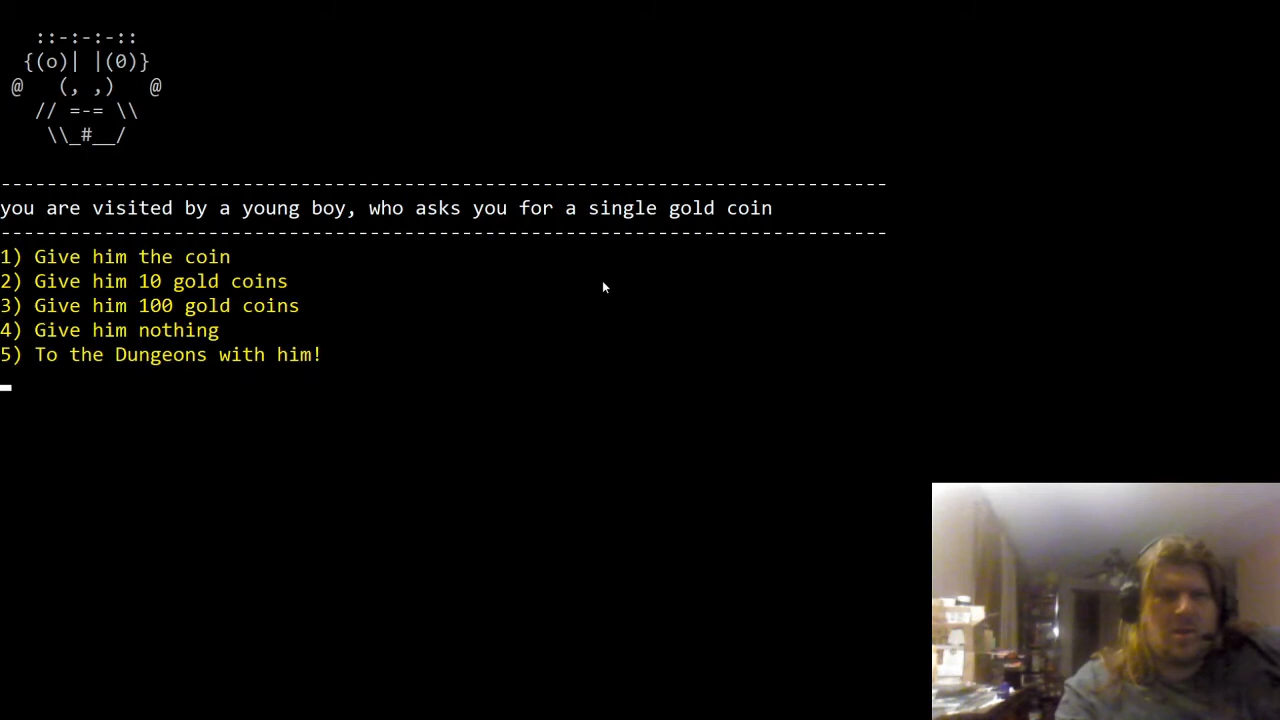 ::-:-:-::
{(o)| |(0)}
@   (, ,)   @
// =-= \\
\\_#__/
-----------------------------------------------------------------------------
you are visited by a young boy, who asks you for a single gold coin
-----------------------------------------------------------------------------
1) Give him the coin
2) Give him 10 gold coins
3) Give him 100 gold coins
4) Give him nothing
5) To the Dungeons with him!